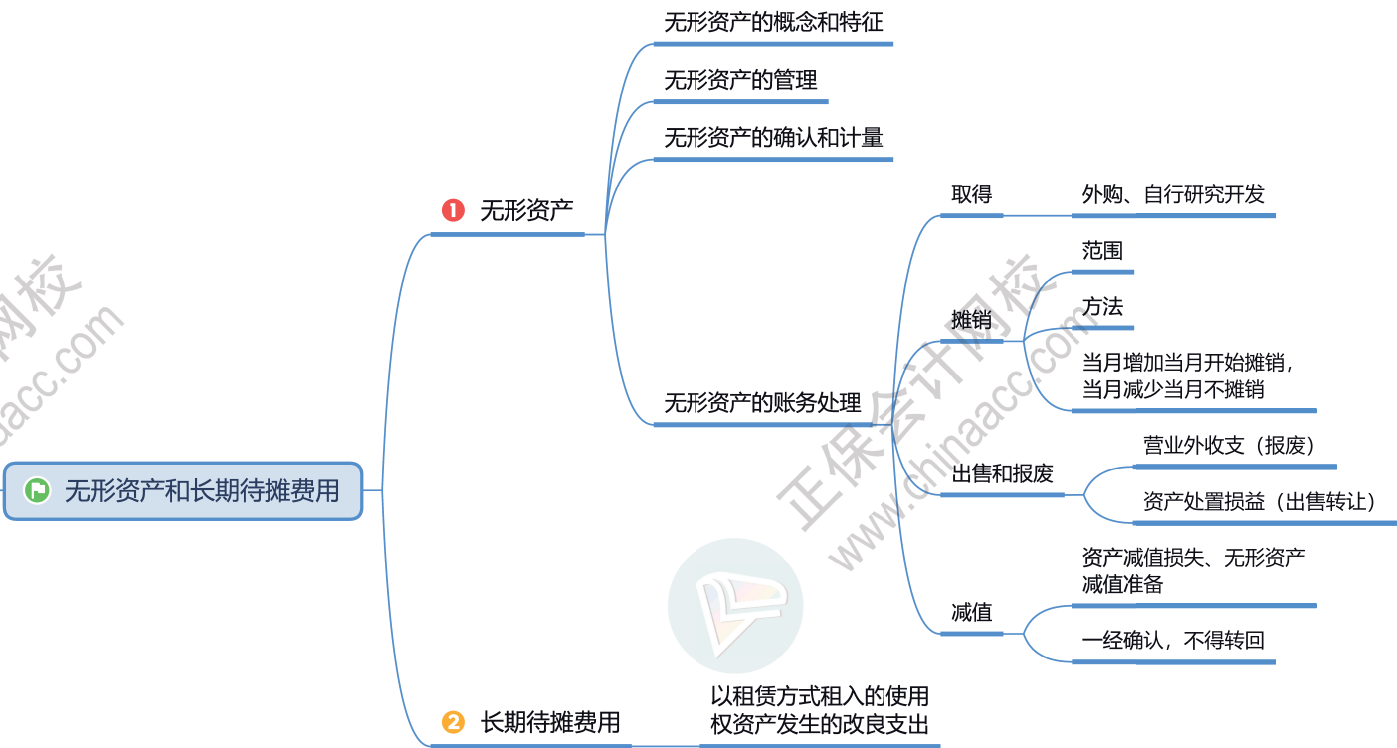 无形资产和长期待摊费用
1 无形资产
无形资产的概念和特征
无形资产的管理
无形资产的确认和计量
无形资产的账务处理
取得
外购、自行研究开发
摊销
范围
方法
当月增加当月开始摊销，
当月减少当月不摊销
出售和报废
营业外收支（报废）
资产处置损益（出售转让）
减值
资产减值损失、无形资产
减值准备
一经确认，不得转回
2 长期待摊费用
以租赁方式租入的使用
权资产发生的改良支出
正保会计网校
www.chinaacc.com
网校
aacc.com